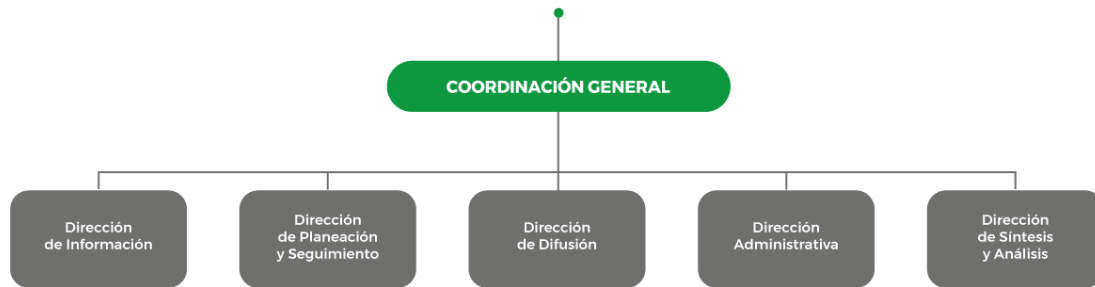 COORDINACIÓN GENERAL
Dirección
de Información
Dirección
de Planeación
y Seguimiento
Dirección
de Difusión
Dirección
Administrativa
Dirección
de Síntesis
y Análisis